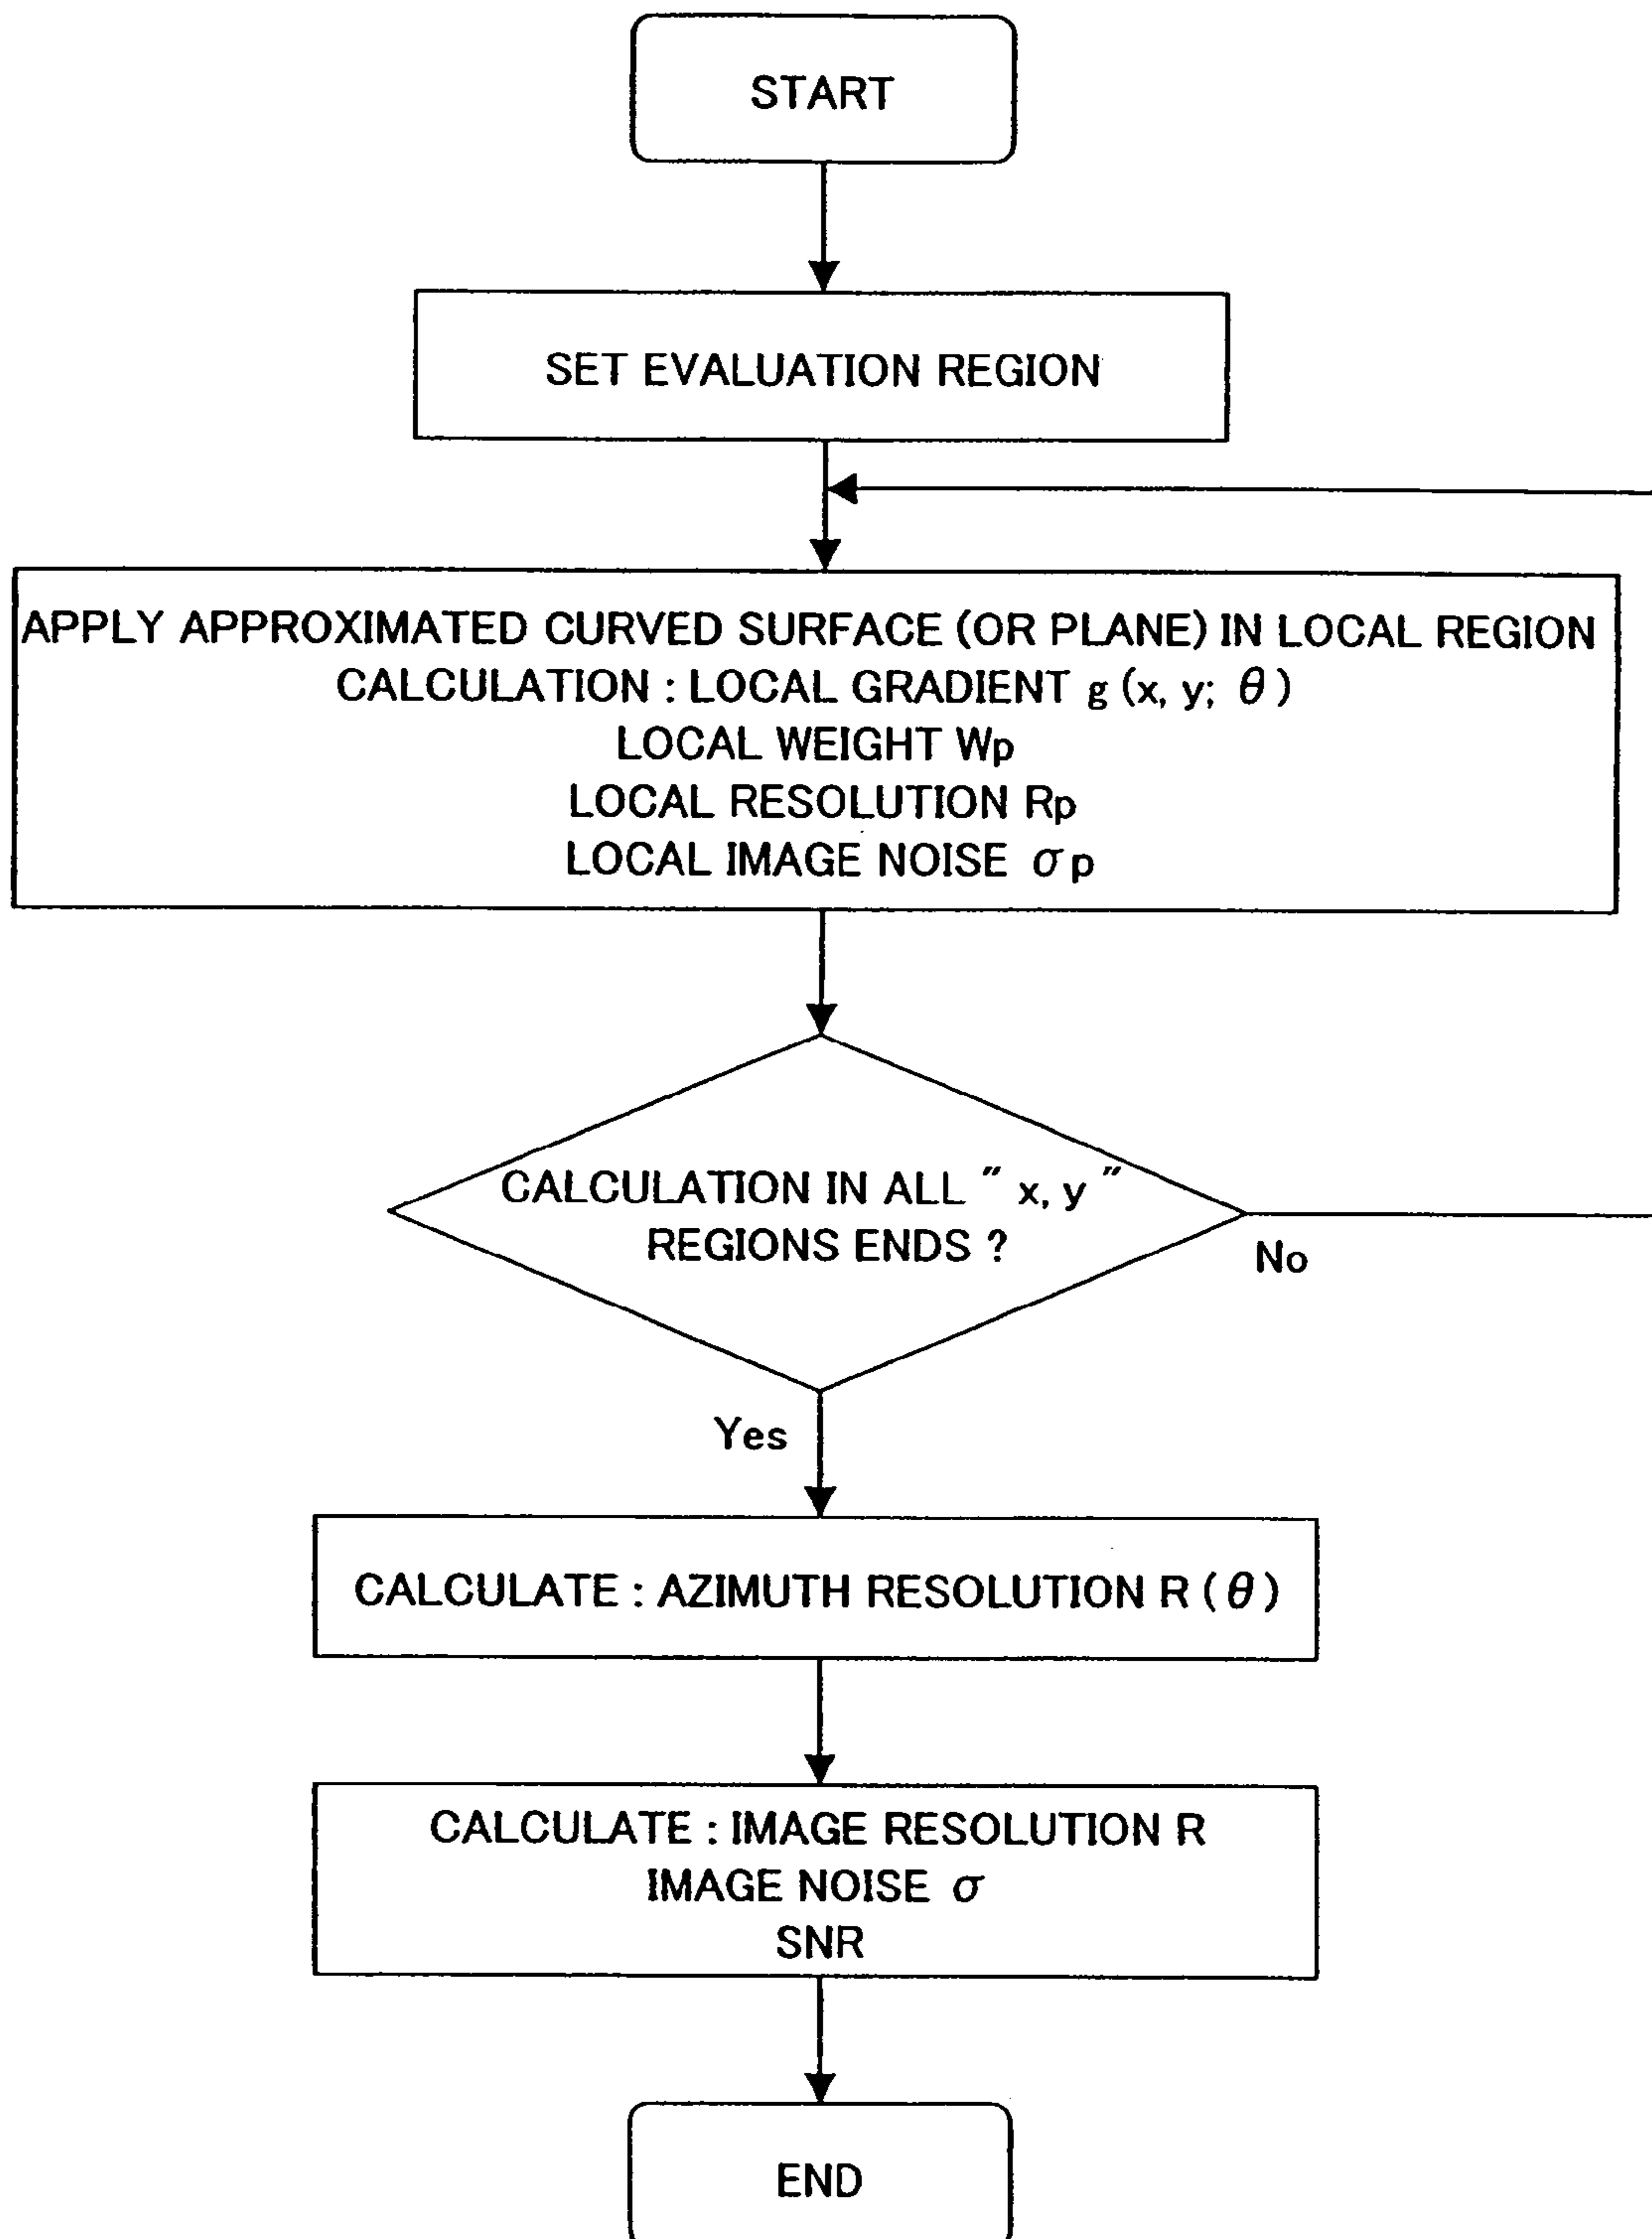 START
SET EVALUATION REGION
APPLY APPROXIMATED CURVED SURFACE (OR PLANE) IN LOCAL REGION
CALCULATION : LOCAL GRADIENT g (x, y; θ)
LOCAL WEIGHT Wp
LOCAL RESOLUTION Rp
LOCAL IMAGE NOISE σp
CALCULATION IN ALL ″ x, y ″
REGIONS ENDS ?
No
Yes
CALCULATE : AZIMUTH RESOLUTION R (θ)
CALCULATE : IMAGE RESOLUTION R
IMAGE NOISE σ
SNR
END